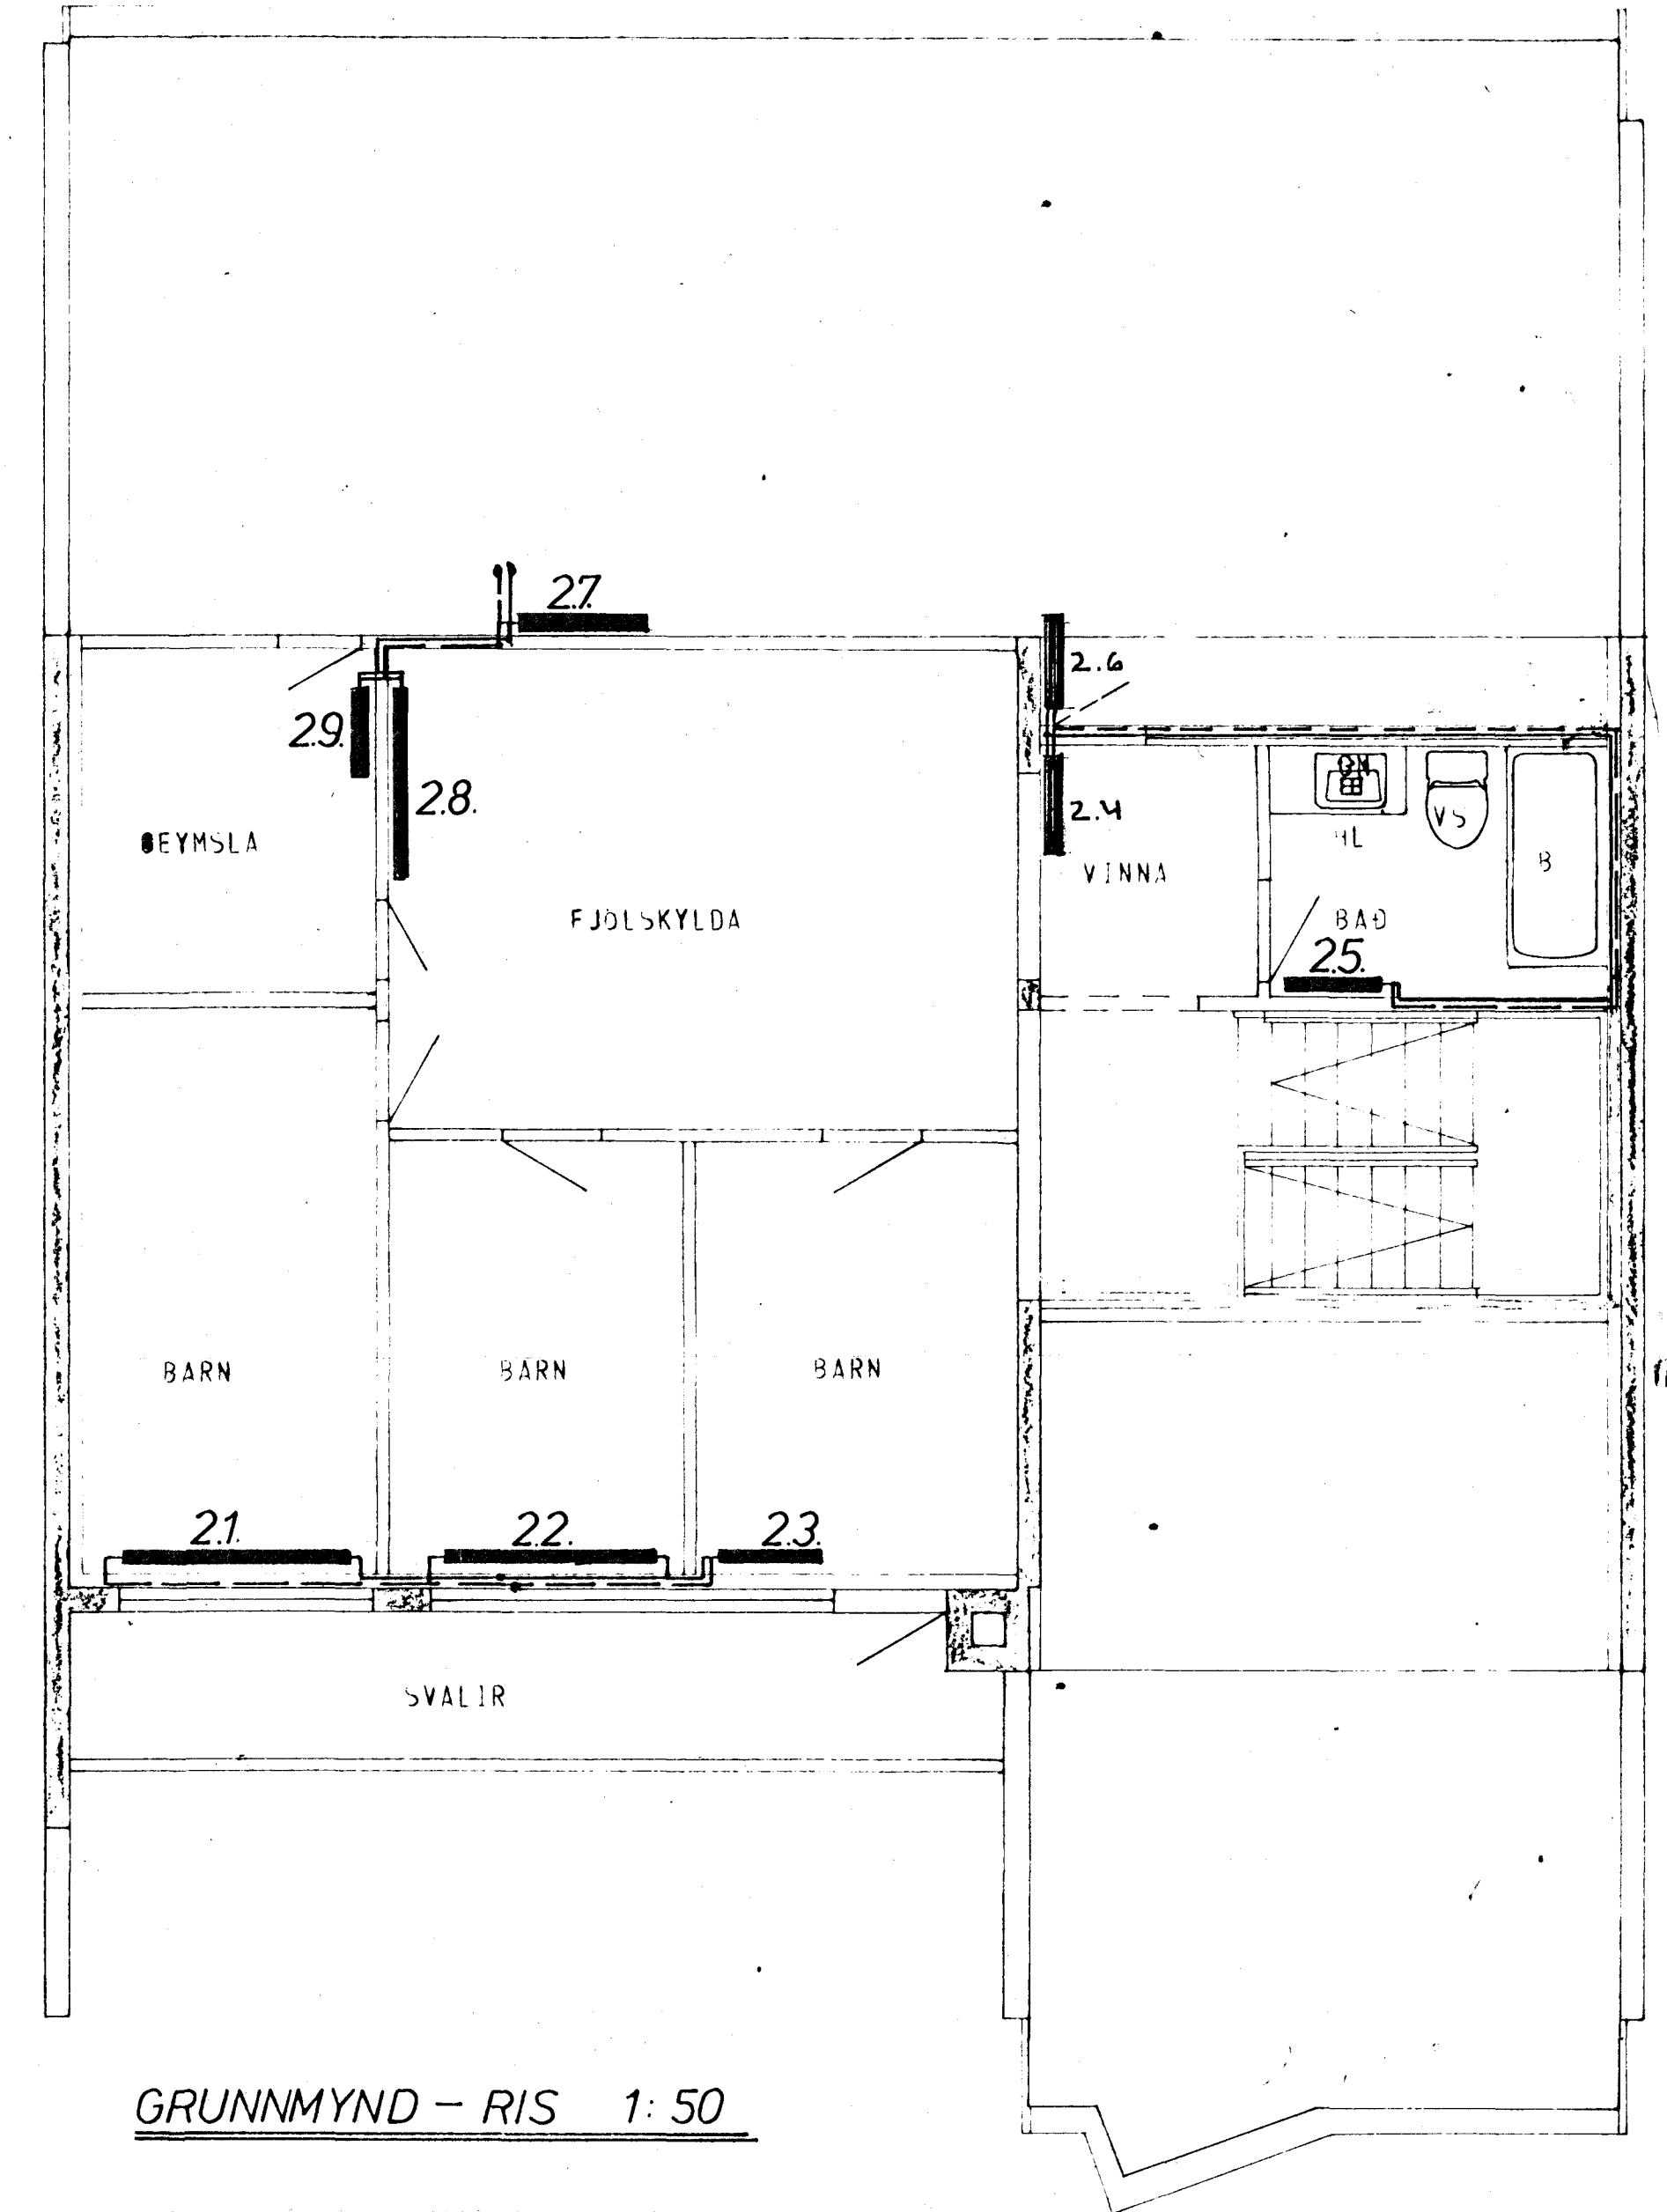 2.7.
2.6
2.9.
2.8.
2.4
GEYMSLA
HL
VS
B
VINNA
FJÖLSKYLDA
BAÐ
2.5.
BARN
BARN
BARN
2.1.
2.2.
2.3.
SVALIR
GRUNNMYND - RIS 1:50